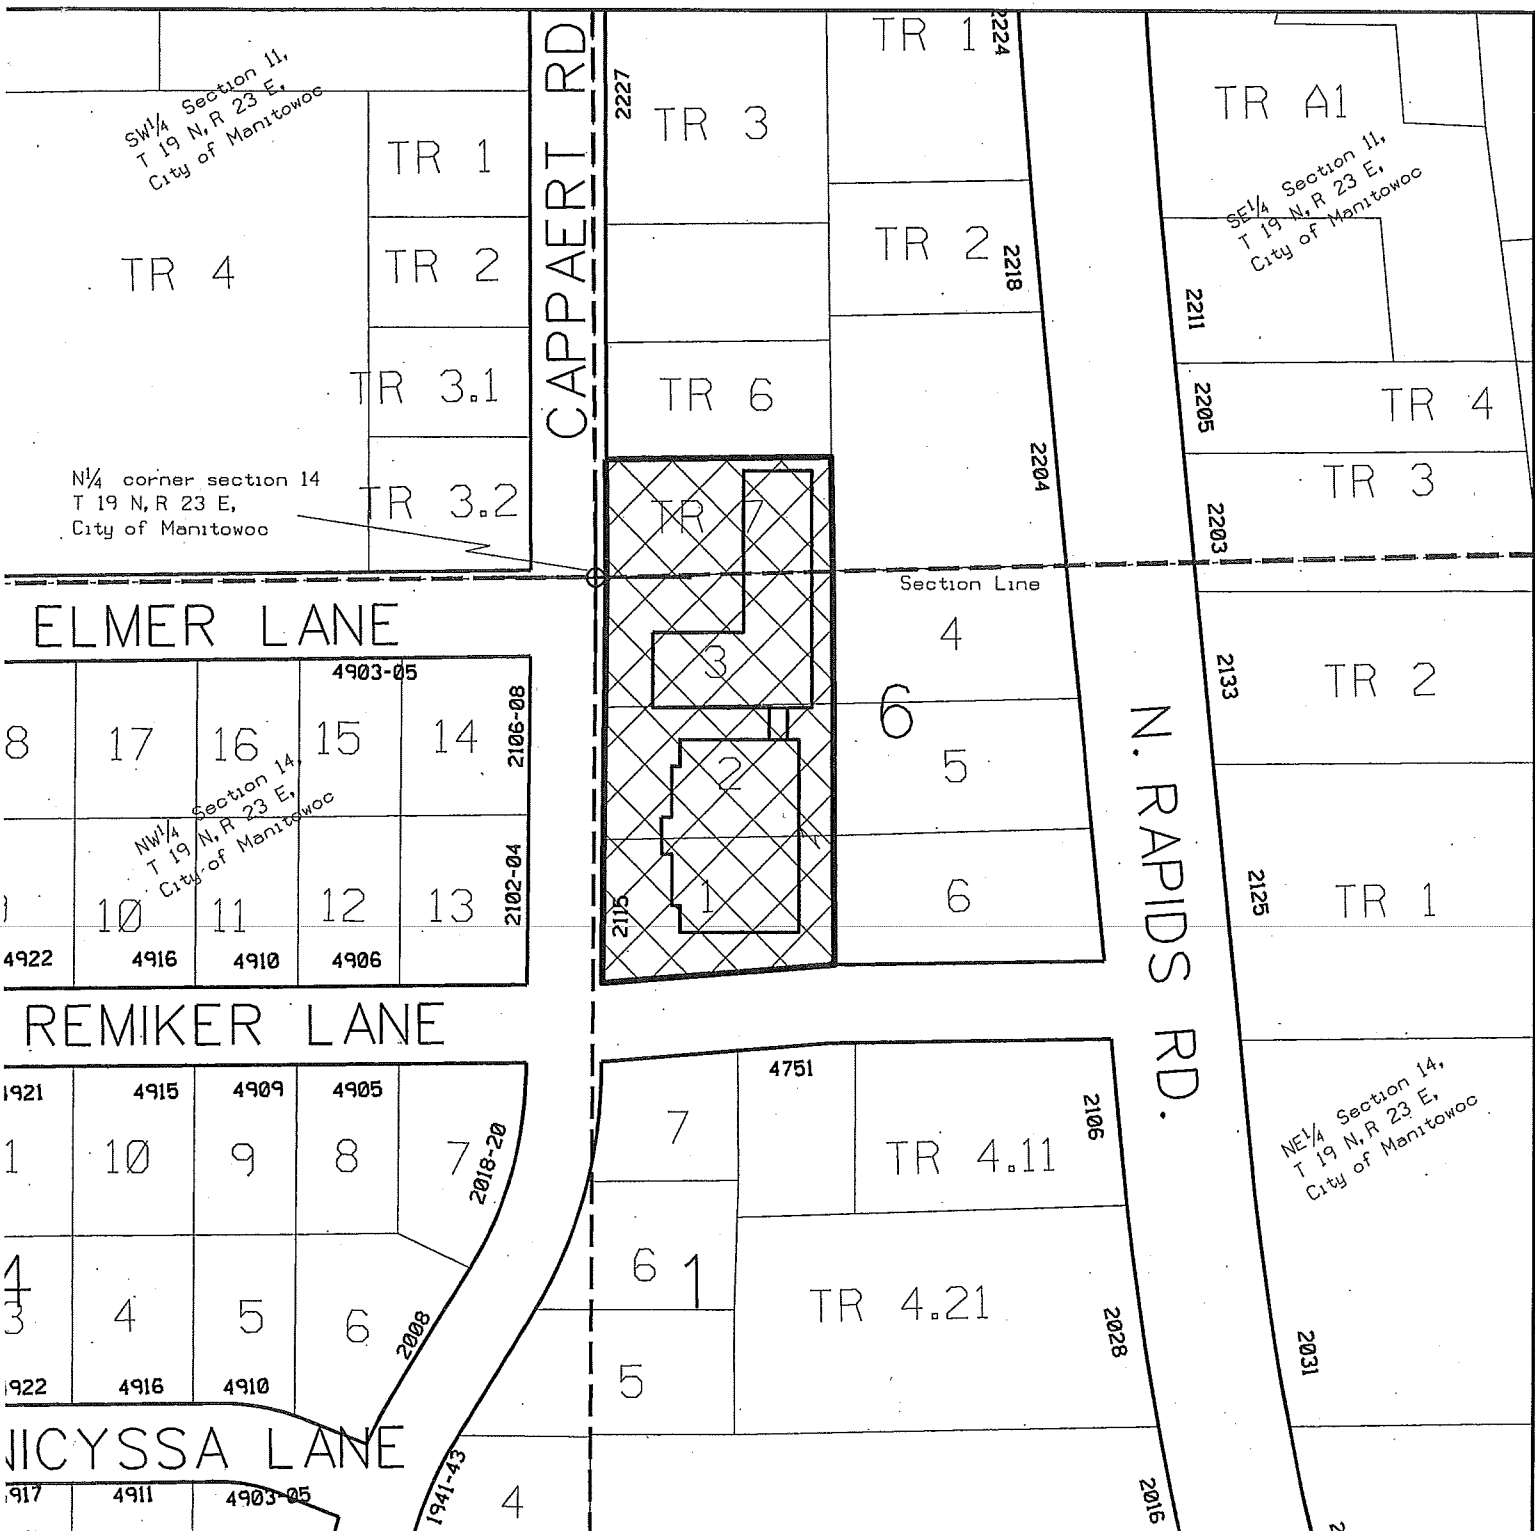 SW¼ Section 11,
T 19 N, R 23 E,
City of Manitowoc
TR 4
TR 1
TR 2
TR 3.1
TR 3.2
CAPPAERT RD
2227
TR 3
TR 6
TR 7
TR 1
2224
TR 2
2218
2204
TR A1
SE¼ Section 11,
T 19 N, R 23 E,
City of Manitowoc
2211
2205
TR 4
TR 3
2203
N¼ corner section 14
T 19 N, R 23 E,
City of Manitowoc
Section Line
ELMER LANE
4903-05
8
17
16
15
14
2106-08
NW¼ Section 14,
T 19 N, R 23 E,
City of Manitowoc
10
11
12
13
2102-04
4922
4916
4910
4906
3
2
1
2115
4
6
5
6
N. RAPIDS RD.
2133
TR 2
2125
TR 1
REMIKER LANE
4921
4915
4909
4905
1
10
9
8
7
2018-20
4751
7
TR 4.11
2106
NE¼ Section 14,
T 19 N, R 23 E,
City of Manitowoc
4
3
4
5
6
2008
6
1
5
TR 4.21
2028
2031
4922
4916
4910
NICYSSA LANE
4917
4911
4903-05
1941-43
4
2016